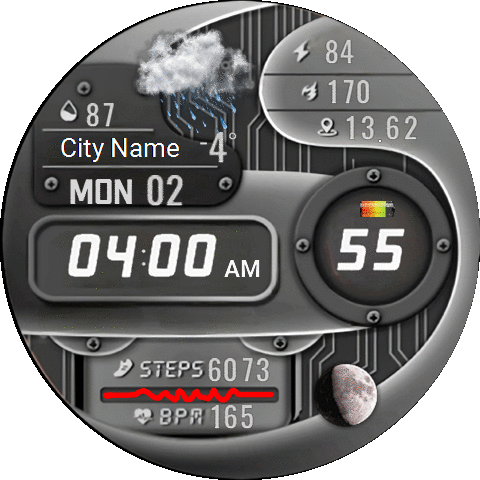 84
170
13.62
87
City Name
-4°
MON 02
04:00 AM
55
STEPS 6073
BPM 165